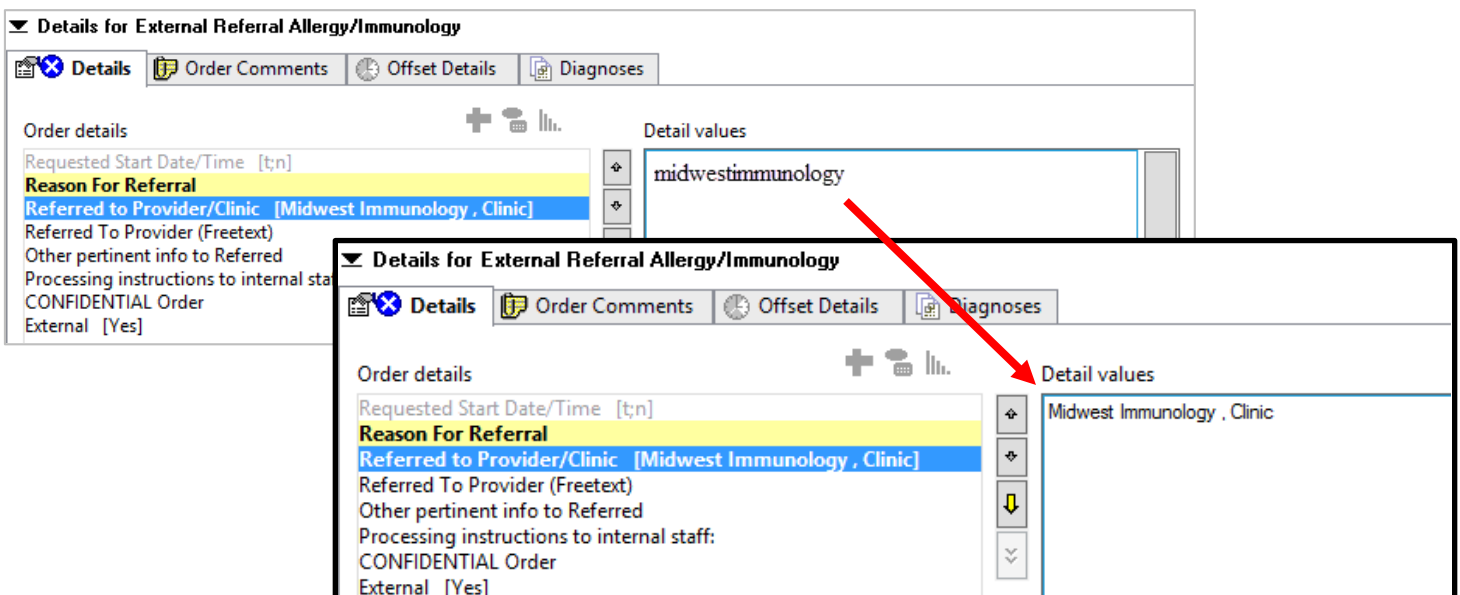 Details for External Referral Allergy/Immunology
Details
Order Comments
Offset Details
Diagnoses
Order details
Detail values
Requested Start Date/Time [t;n]
Reason For Referral
Referred to Provider/Clinic [Midwest Immunology , Clinic]
Referred To Provider (Freetext)
Other pertinent info to Referred
Processing instructions to internal
CONFIDENTIAL Order
External [Yes]
midwestimmunology
Details for External Referral Allergy/Immunology
Details
Order Comments
Offset Details
Diagnoses
Order details
Detail values
Requested Start Date/Time [t;n]
Reason For Referral
Referred to Provider/Clinic [Midwest Immunology , Clinic]
Referred To Provider (Freetext)
Other pertinent info to Referred
Processing instructions to internal staff:
CONFIDENTIAL Order
External [Yes]
Midwest Immunology , Clinic